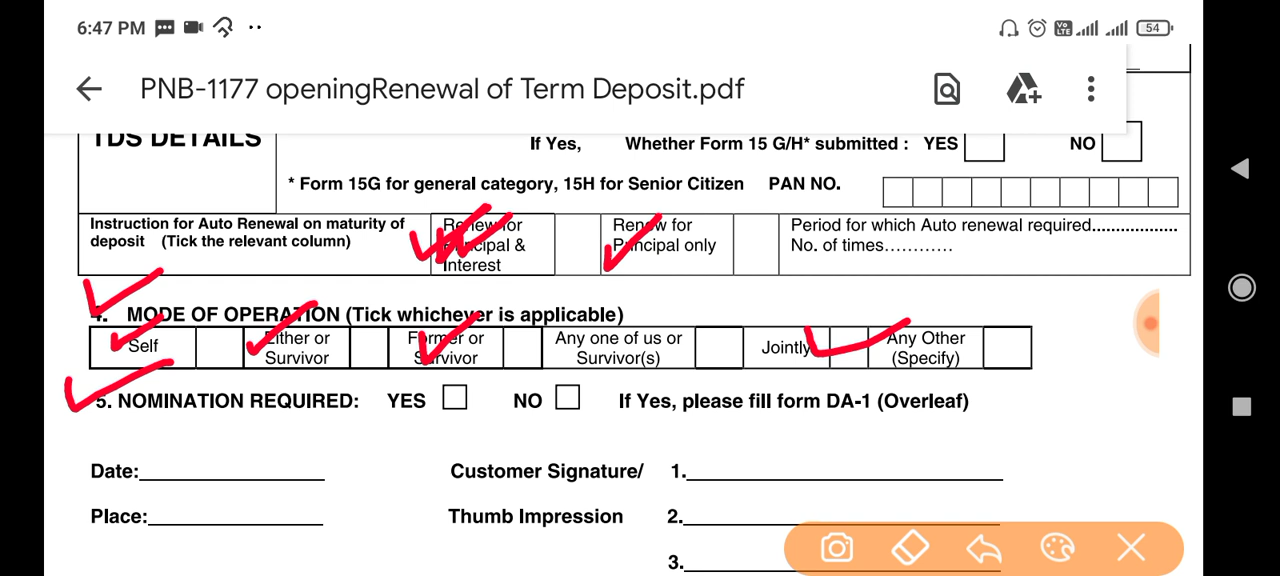 6:47 PM
54
PNB-1177 openingRenewal of Term Deposit.pdf
TDS DETAILS
If Yes, Whether Form 15 G/H* submitted : YES NO
* Form 15G for general category, 15H for Senior Citizen PAN NO.
Instruction for Auto Renewal on maturity of
deposit (Tick the relevant column)
Renew for
Principal &
Interest
Renew for
Principal only
Period for which Auto renewal required..................
No. of times............
4. MODE OF OPERATION (Tick whichever is applicable)
Self
Either or
Survivor
Former or
Survivor
Any one of us or
Survivor(s)
Jointly
Any Other
(Specify)
5. NOMINATION REQUIRED: YES NO If Yes, please fill form DA-1 (Overleaf)
Date:
Customer Signature/ 1.
Place:
Thumb Impression 2.
3.